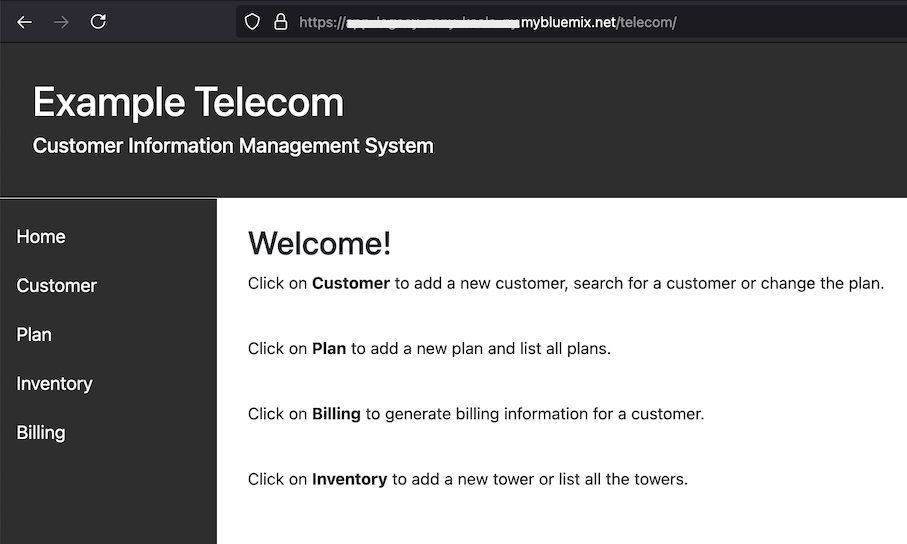 https:// mybluemix.net/telecom/
Example Telecom
Customer Information Management System
Home
Customer
Plan
Inventory
Billing
Welcome!
Click on Customer to add a new customer, search for a customer or change the plan.
Click on Plan to add a new plan and list all plans.
Click on Billing to generate billing information for a customer.
Click on Inventory to add a new tower or list all the towers.